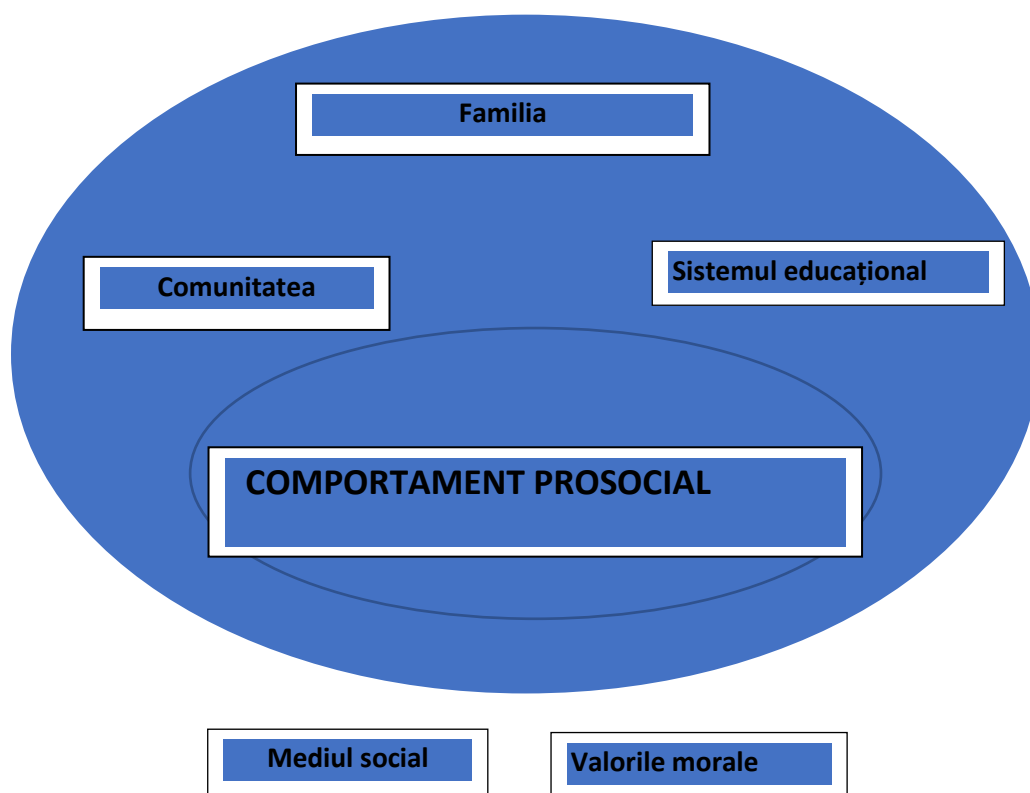 Familia
Comunitatea
Sistemul educațional
COMPORTAMENT PROSOCIAL
Mediul social
Valorile morale